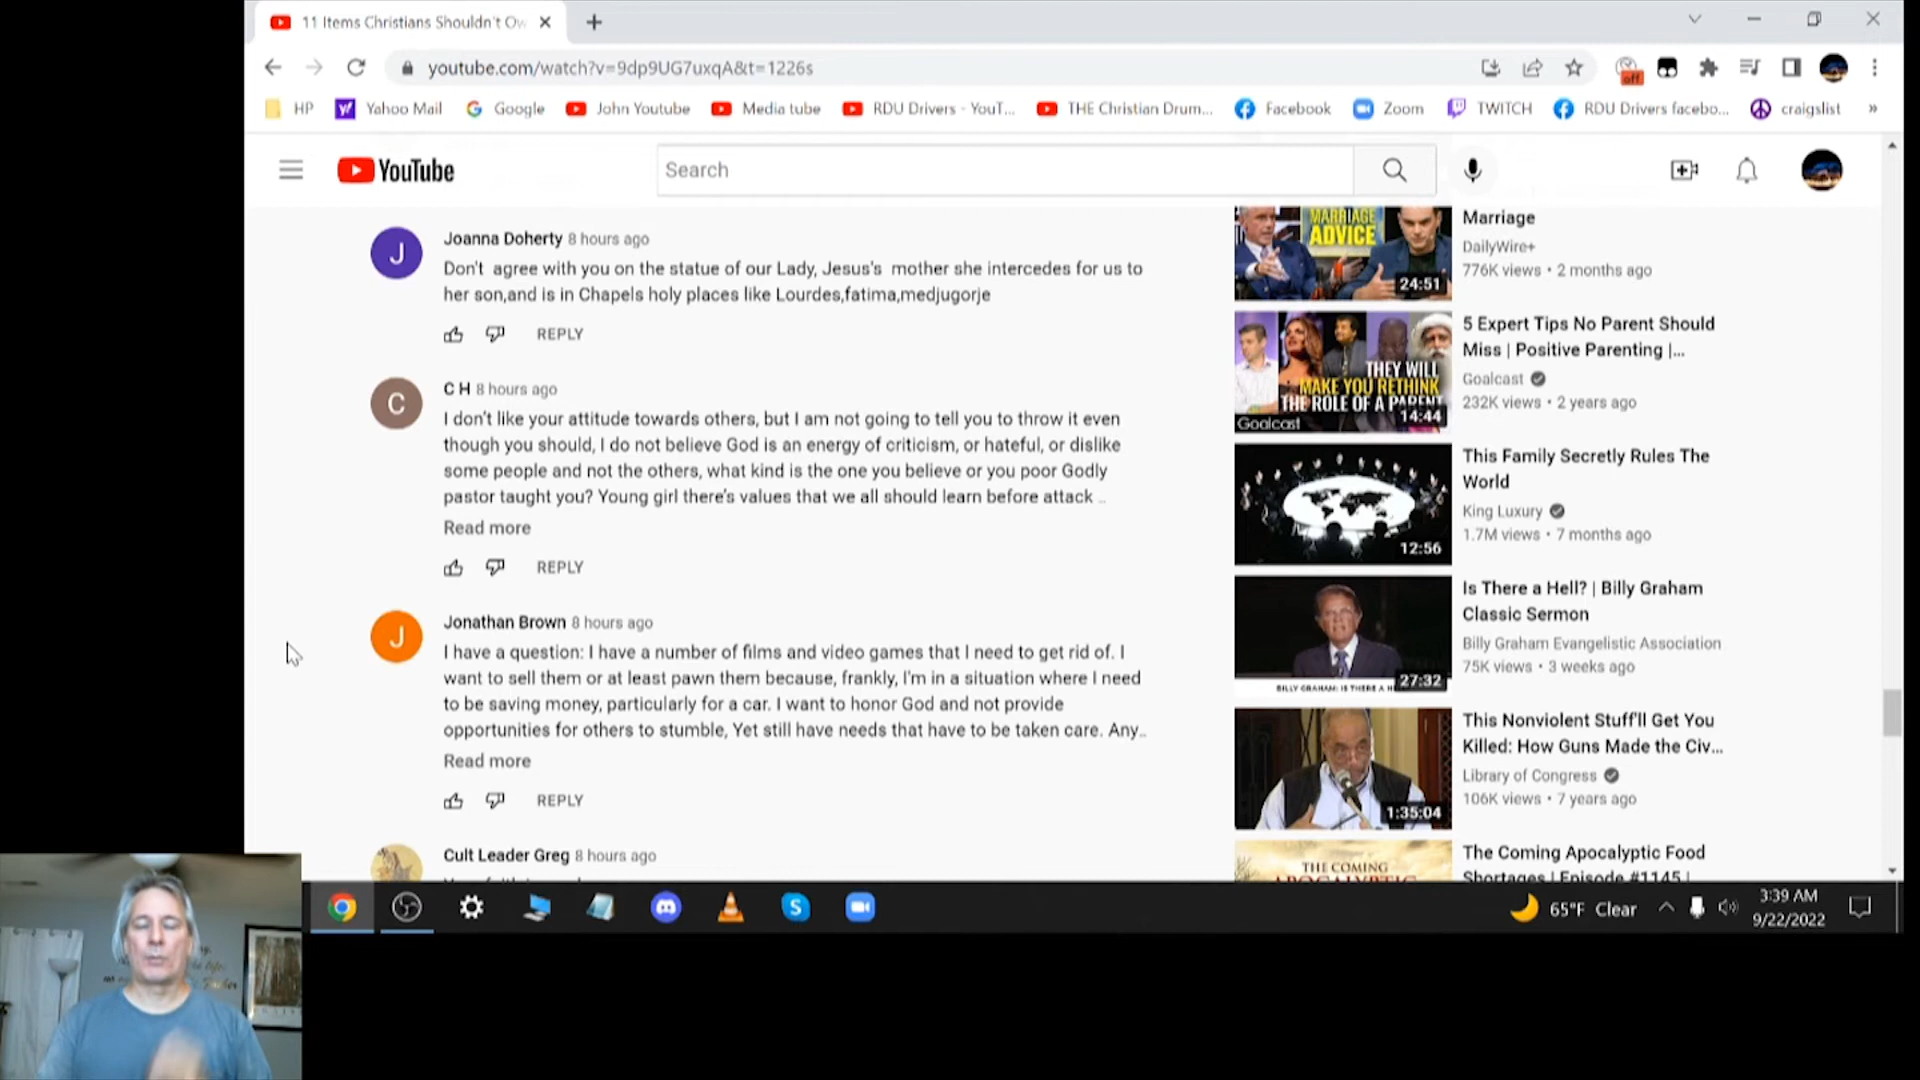 11 Items Christians Shouldn't Ow
youtube.com/watch?v=9dp9UG7uxqA&t=1226s
off
HP
Yahoo Mail
Google
John Youtube
Media tube
RDU Drivers - YouT...
THE Christian Drum...
Facebook
Zoom
TWITCH
RDU Drivers facebo...
craigslist
»
YouTube
Search
J
Joanna Doherty 8 hours ago
Don't agree with you on the statue of our Lady, Jesus's mother she intercedes for us to
her son,and is in Chapels holy places like Lourdes,fatima,medjugorje
REPLY
C
C H 8 hours ago
I don't like your attitude towards others, but I am not going to tell you to throw it even
though you should, I do not believe God is an energy of criticism, or hateful, or dislike
some people and not the others, what kind is the one you believe or you poor Godly
pastor taught you? Young girl there's values that we all should learn before attack ..
Read more
REPLY
J
Jonathan Brown 8 hours ago
I have a question: I have a number of films and video games that I need to get rid of. I
want to sell them or at least pawn them because, frankly, I'm in a situation where I need
to be saving money, particularly for a car. I want to honor God and not provide
opportunities for others to stumble, Yet still have needs that have to be taken care. Any..
Read more
REPLY
Cult Leader Greg 8 hours ago
MARRIAGE
ADVICE
24:51
Marriage
DailyWire+
776K views • 2 months ago
THEY WILL
MAKE YOU RETHINK
THE ROLE OF A PARENT
14:44
Goalcast
5 Expert Tips No Parent Should
Miss | Positive Parenting |...
Goalcast
232K views • 2 years ago
12:56
This Family Secretly Rules The
World
King Luxury
1.7M views • 7 months ago
BILLY GRAHAM: IS THERE A H
27:32
Is There a Hell? | Billy Graham
Classic Sermon
Billy Graham Evangelistic Association
75K views • 3 weeks ago
1:35:04
This Nonviolent Stuff'll Get You
Killed: How Guns Made the Civ...
Library of Congress
106K views • 7 years ago
THE COMING
APOCALYPTIC
The Coming Apocalyptic Food
Shortages | Episode #1145 |
65°F Clear
3:39 AM
9/22/2022